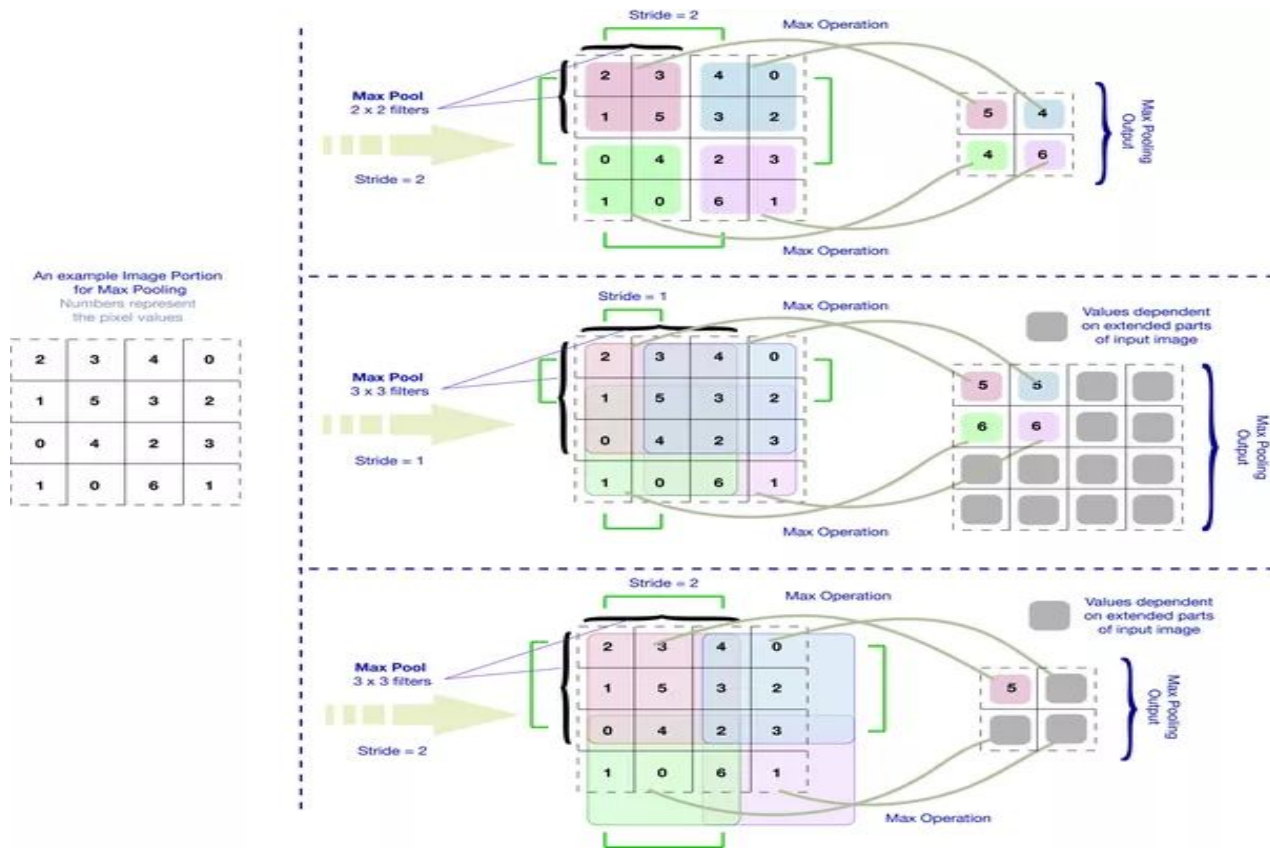 An example Image Portion
for Max Pooling
Numbers represent
the pixel values
2 3 4 0
1 5 3 2
0 4 2 3
1 0 6 1
Stride = 2
Max Operation
Max Pool
2 x 2 filters
Stride = 2
2 3 4 0
1 5 3 2
0 4 2 3
1 0 6 1
5 4
4 6
Max Pooling
Output
Max Operation
Stride = 1
Max Operation
Values dependent
on extended parts
of input image
Max Pool
3 x 3 filters
Stride = 1
2 3 4 0
1 5 3 2
0 4 2 3
1 0 6 1
5 5
6 6
Max Pooling
Output
Max Operation
Stride = 2
Max Operation
Values dependent
on extended parts
of input image
Max Pool
3 x 3 filters
Stride = 2
2 3 4 0
1 5 3 2
0 4 2 3
1 0 6 1
5
Max Pooling
Output
Max Operation